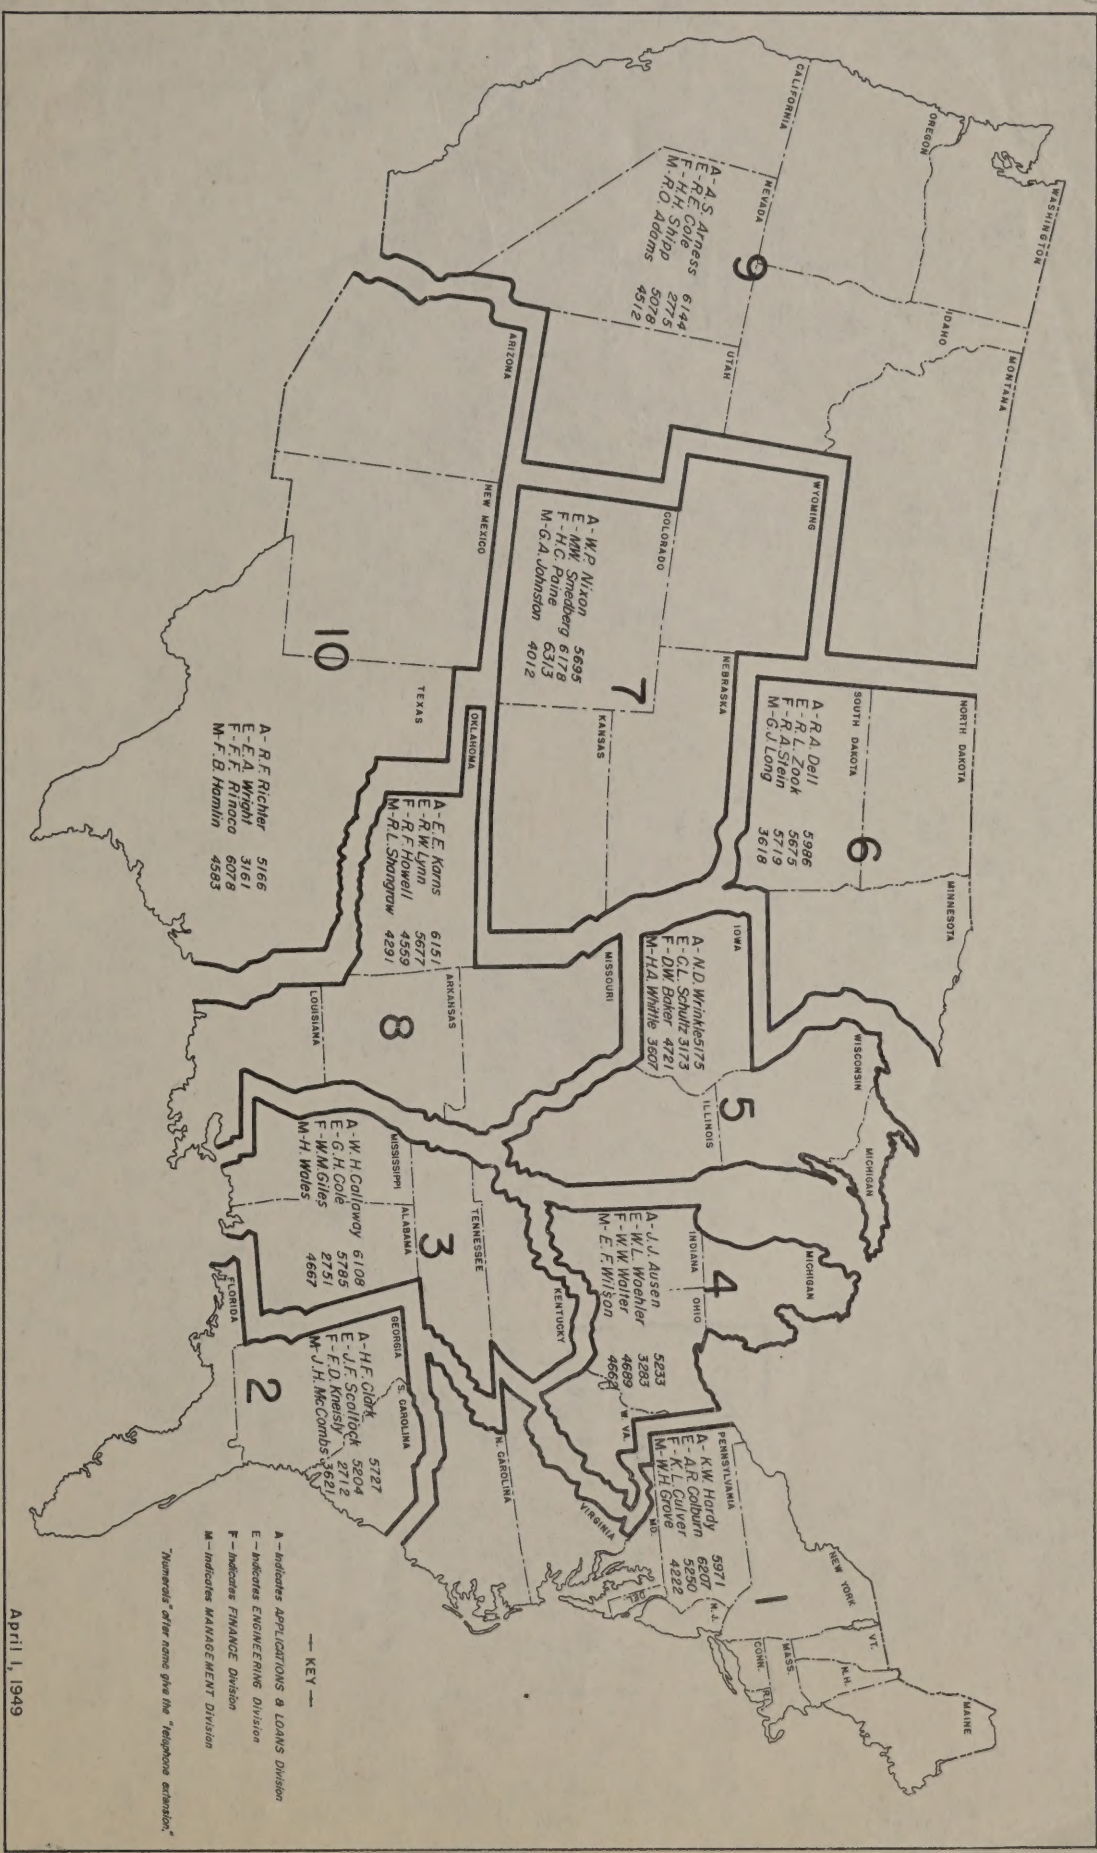 WASHINGTON
OREGON
CALIFORNIA
NEVADA
IDAHO
MONTANA
UTAH
ARIZONA
9
A-A.S. Arness 6144
E-R.E. Cole 2775
F-H.H. Shipp 5078
M-R.O. Adams 4512
WYOMING
COLORADO
NEBRASKA
KANSAS
7
A-W.P. Nixon 5695
E-M.W. Smedberg 6178
F-H.C. Paine 6313
M-G.A. Johnston 4012
NEW MEXICO
TEXAS
10
A-R.F. Richter 5166
E-E.A. Wright 3161
F-F.F. Rinaca 6078
M-F.B. Hamlin 4583
NORTH DAKOTA
SOUTH DAKOTA
MINNESOTA
6
A-R.A. Dell 5986
E-R.L. Zook 5675
F-R.A. Stein 5719
M-G.J. Long 3618
OKLAHOMA
ARKANSAS
LOUISIANA
8
A-E.E. Karns 6151
E-R.W. Lynn 5677
F-R.F. Howell 4559
M-R.L. Shangraw 4291
IOWA
MISSOURI
WISCONSIN
ILLINOIS
MICHIGAN
5
A-N.D. Wrinkle 5175
E-G.L. Schultz 3173
F-D.W. Baker 4721
M-H.A. Whittle 3607
MICHIGAN
INDIANA
OHIO
W. VA.
4
A-J.J. Ausen 5233
E-W.L. Woehler 3283
F-W.W. Walter 4689
M-E.F. Wilson 4662
MISSISSIPPI
ALABAMA
TENNESSEE
KENTUCKY
3
A-W.H. Callaway 6108
E-G.H. Cole 5785
F-W.M. Giles 2751
M-H. Wales 4667
FLORIDA
GEORGIA
S. CAROLINA
N. CAROLINA
VIRGINIA
2
A-H.F. Clark 5727
E-J.F. Scoltock 5204
F-F.D. Kneisly 2712
M-J.H. McCombs 3621
PENNSYLVANIA
MD.
N.J.
NEW YORK
VT.
N.H.
MASS.
CONN.
R.I.
MAINE
1
A-K.W. Hardy 5971
E-A.R. Colburn 6207
F-K.L. Culver 5250
M-W.H. Grove 4222
— KEY —
A-Indicates APPLICATIONS & LOANS Division
E-Indicates ENGINEERING Division
F-Indicates FINANCE Division
M-Indicates MANAGEMENT Division
"Numerals" after name give the "telephone extension."
April 1, 1949